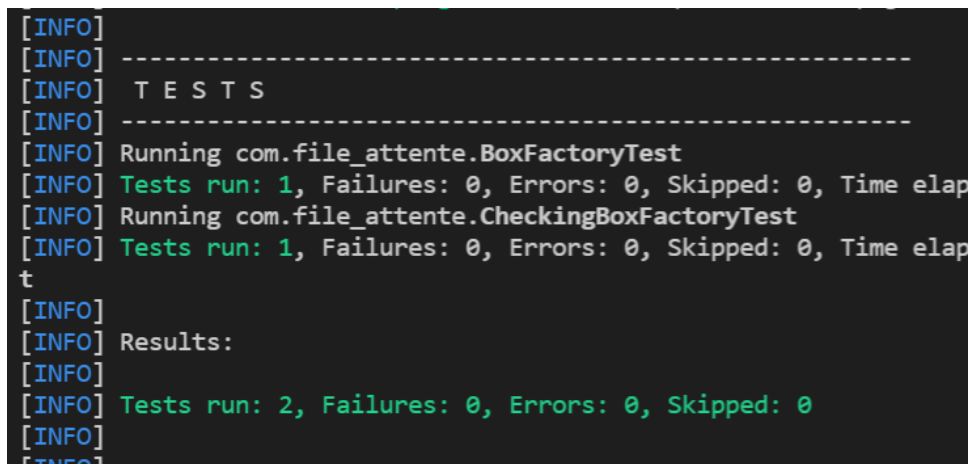 [INFO]
[INFO] -------------------------------------------------------
[INFO]  T E S T S
[INFO] -------------------------------------------------------
[INFO] Running com.file_attente.BoxFactoryTest
[INFO] Tests run: 1, Failures: 0, Errors: 0, Skipped: 0, Time elap
[INFO] Running com.file_attente.CheckingBoxFactoryTest
[INFO] Tests run: 1, Failures: 0, Errors: 0, Skipped: 0, Time elap
t
[INFO]
[INFO] Results:
[INFO]
[INFO] Tests run: 2, Failures: 0, Errors: 0, Skipped: 0
[INFO]
[INFO]